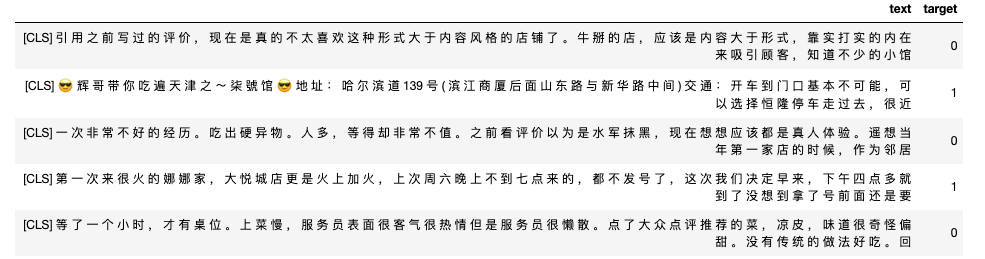 text target
[CLS] 引用之前写过的评价，现在是真的不太喜欢这种形式大于内容风格的店铺了。牛掰的店，应该是内容大于形式，靠实打实的内在 0
来吸引顾客，知道不少的小馆
[CLS] 😎 辉哥带你吃遍天津之～柒號馆 😎 地址：哈尔滨道 139 号 (滨江商厦后面山东路与新华路中间) 交通：开车到门口基本不可能，可 1
以选择恒隆停车走过去，很近
[CLS] 一次非常不好的经历。吃出硬异物。人多，等得却非常不值。之前看评价以为是水军抹黑，现在想想应该都是真人体验。遥想当 0
年第一家店的时候，作为邻居
[CLS] 第一次来很火的娜娜家，大悦城店更是火上加火，上次周六晚上不到七点来的，都不发号了，这次我们决定早来，下午四点多就 1
到了没想到拿了号前面还是要
[CLS] 等了一个小时，才有桌位。上菜慢，服务员表面很客气很热情但是服务员很懒散。点了大众点评推荐的菜，凉皮，味道很奇怪偏 0
甜。没有传统的做法好吃。回